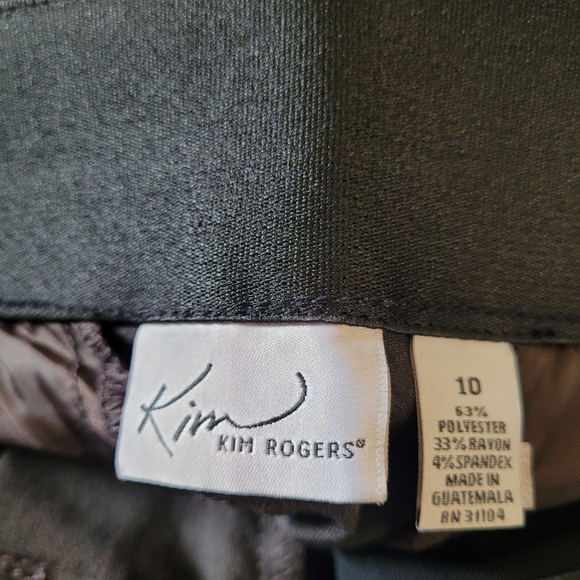 Kim
KIM ROGERS®
10
63%
POLYESTER
33% RAYON
4% SPANDEX
MADE IN
GUATEMALA
RN 31104